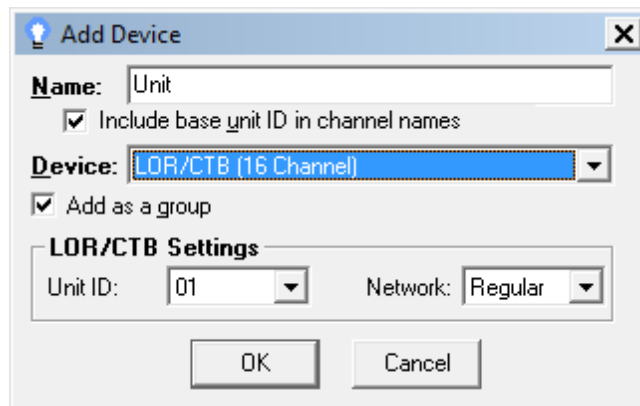 Add Device
Name: Unit
Include base unit ID in channel names
Device: LOR/CTB (16 Channel)
Add as a group
LOR/CTB Settings
Unit ID: 01 Network: Regular
OK Cancel